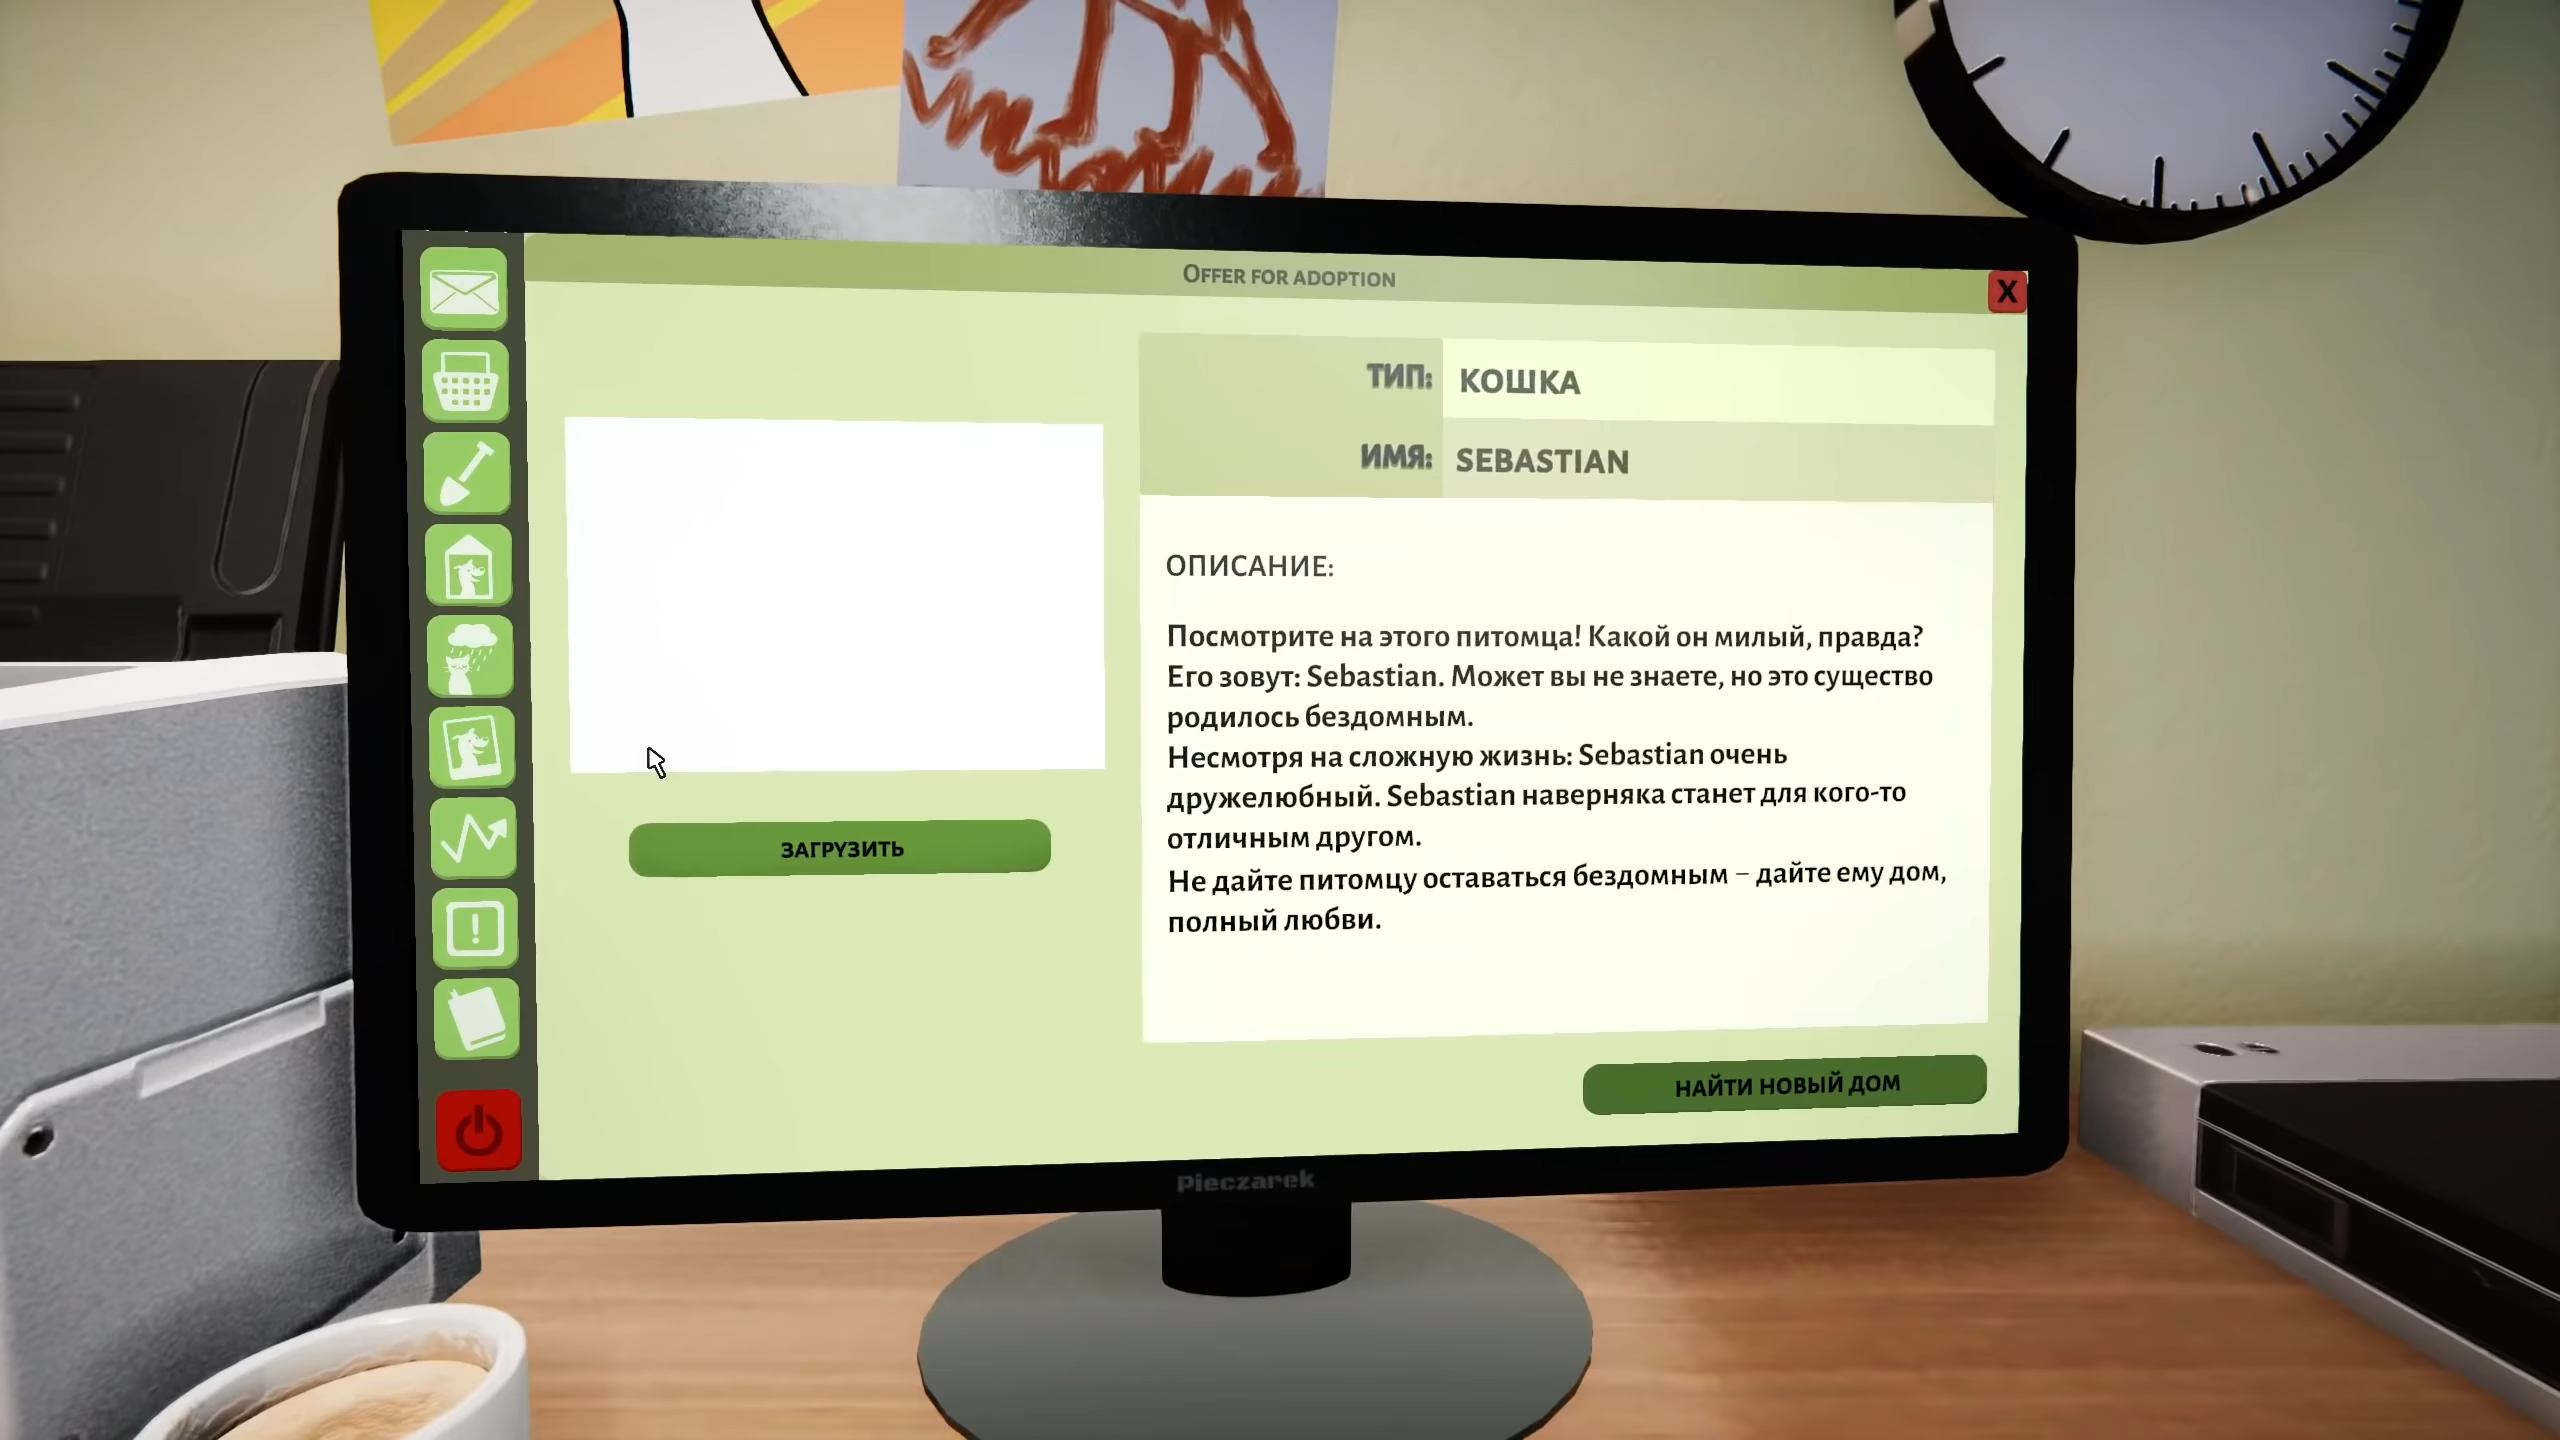 OFFER FOR ADOPTION
X
ТИП: КОШКА
ИМЯ: SEBASTIAN
ОПИСАНИЕ:
Посмотрите на этого питомца! Какой он милый, правда?
Его зовут: Sebastian. Может вы не знаете, но это существо
родилось бездомным.
Несмотря на сложную жизнь: Sebastian очень
дружелюбный. Sebastian наверняка станет для кого-то
отличным другом.
Не дайте питомцу оставаться бездомным – дайте ему дом,
полный любви.
ЗАГРУЗИТЬ
НАЙТИ НОВЫЙ ДОМ
Pieczarek